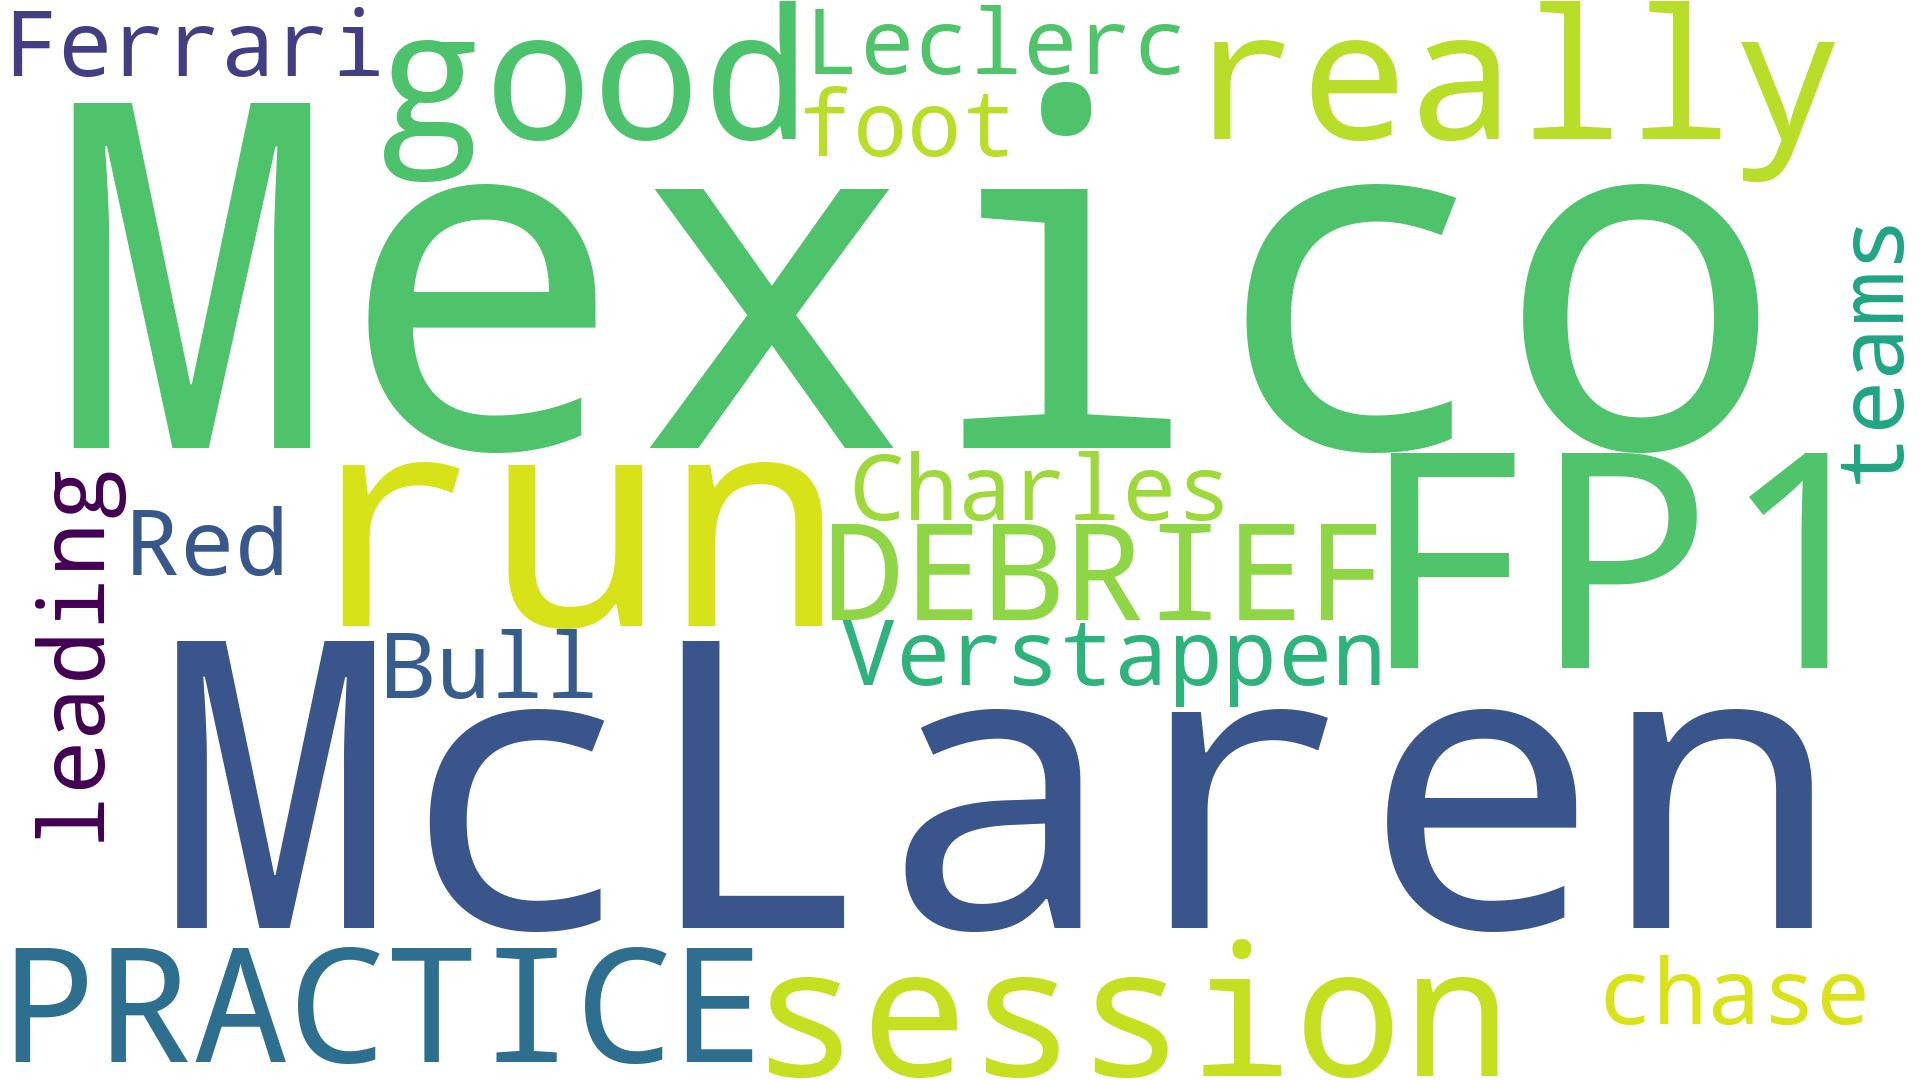 Ferrari
good
Leclerc
really
foot
Mexico
teams
leading
Red
run
Charles
DEBRIEF
FP1
Bull
Verstappen
McLaren
PRACTICE
session
chase